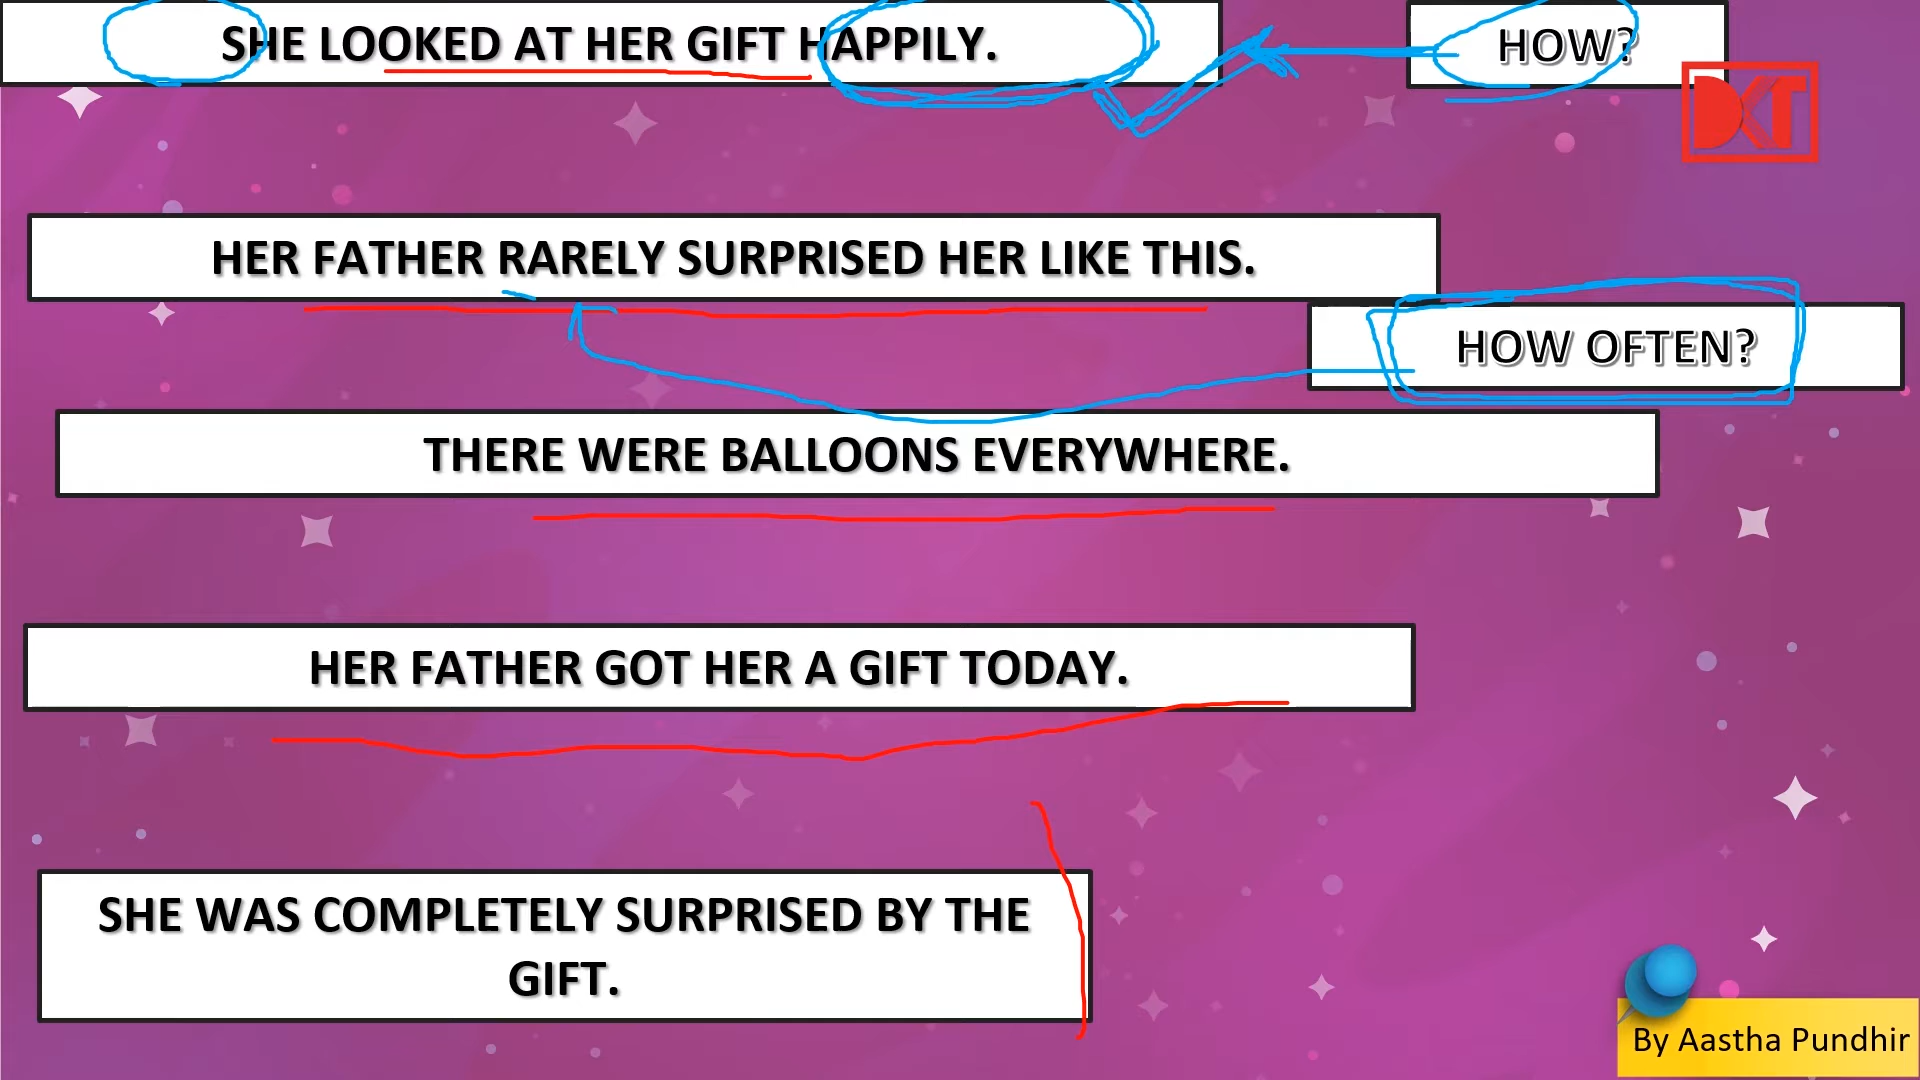 SHE LOOKED AT HER GIFT HAPPILY.
HOW?
DKT
HER FATHER RARELY SURPRISED HER LIKE THIS.
HOW OFTEN?
THERE WERE BALLOONS EVERYWHERE.
HER FATHER GOT HER A GIFT TODAY.
SHE WAS COMPLETELY SURPRISED BY THE
GIFT.
By Aastha Pundhir